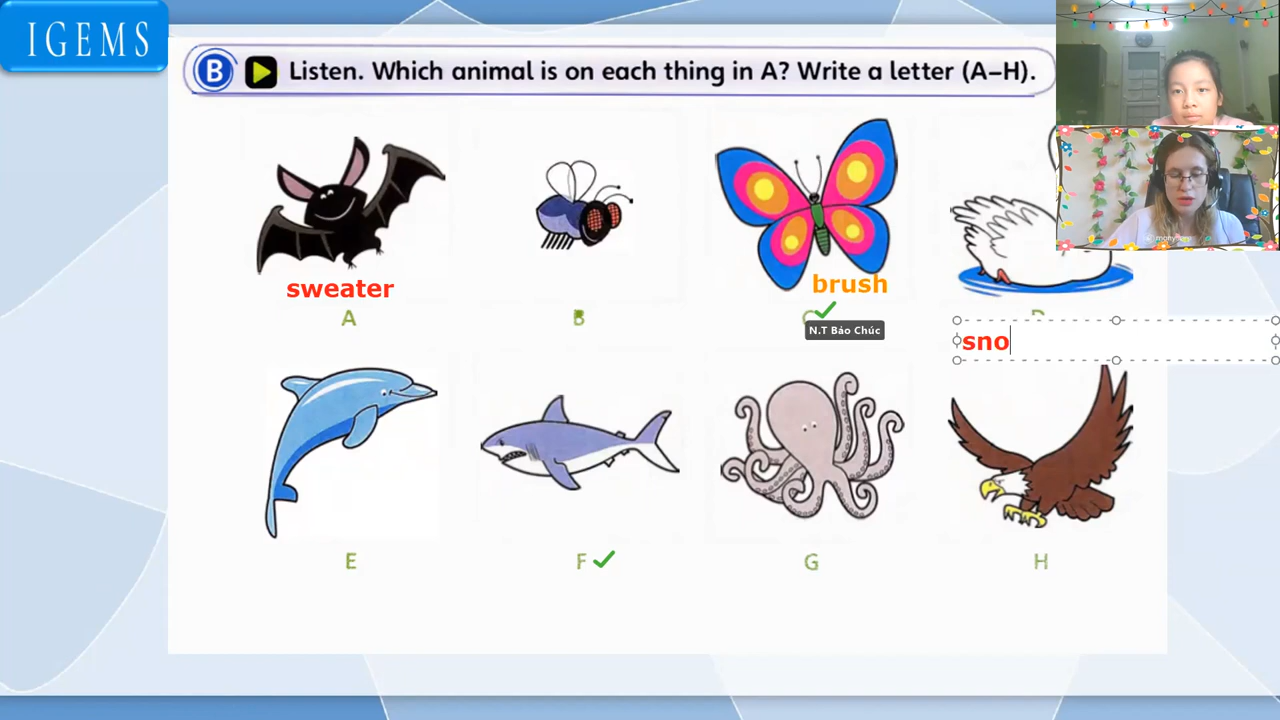 IGEMS
B Listen. Which animal is on each thing in A? Write a letter (A–H).
sweater
brush
A
B
N.T Bảo Chúc
sno
E
F
G
H